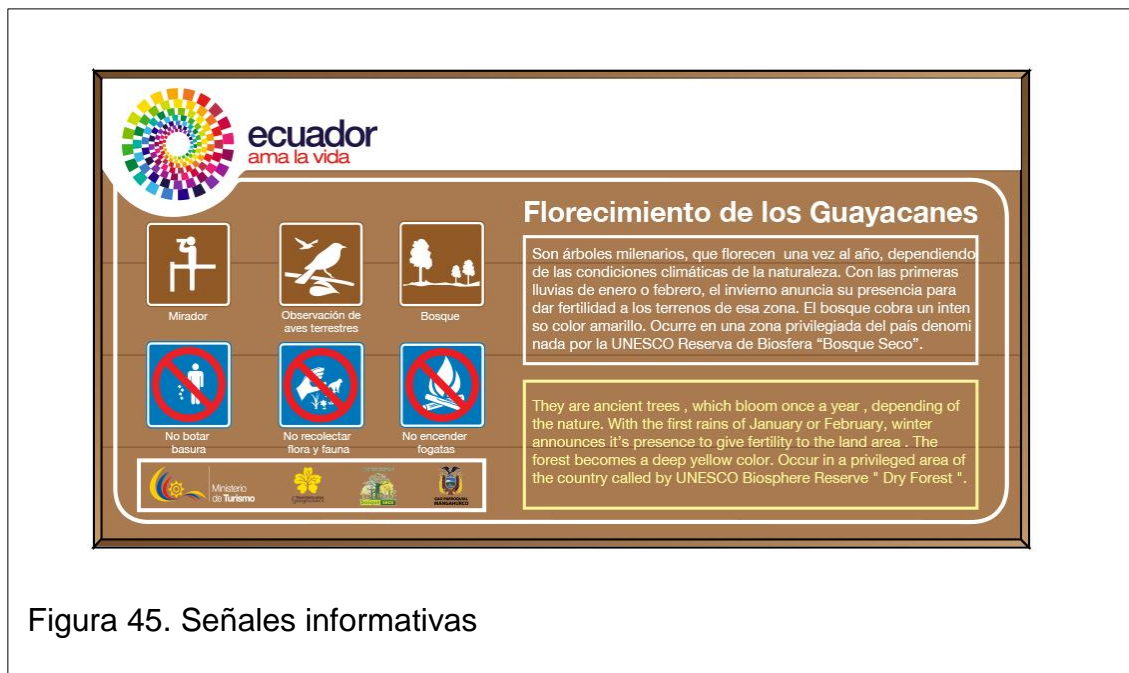 ecuador
ama la vida
Florecimiento de los Guayacanes
Son árboles milenarios, que florecen una vez al año, dependiendo
de las condiciones climáticas de la naturaleza. Con las primeras
lluvias de enero o febrero, el invierno anuncia su presencia para
dar fertilidad a los terrenos de esa zona. El bosque cobra un inten
so color amarillo. Ocurre en una zona privilegiada del país denomi
nada por la UNESCO Reserva de Biosfera “Bosque Seco”.
They are ancient trees , which bloom once a year , depending of
the nature. With the first rains of January or February, winter
announces it's presence to give fertility to the land area . The
forest becomes a deep yellow color. Occur in a privileged area of
the country called by UNESCO Biosphere Reserve " Dry Forest ".
Mirador
Observación de
aves terrestres
Bosque
No botar
basura
No recolectar
flora y fauna
No encender
fogatas
Ministerio
de Turismo
GAD PARROQUIAL
MANGAHURCO
Figura 45. Señales informativas